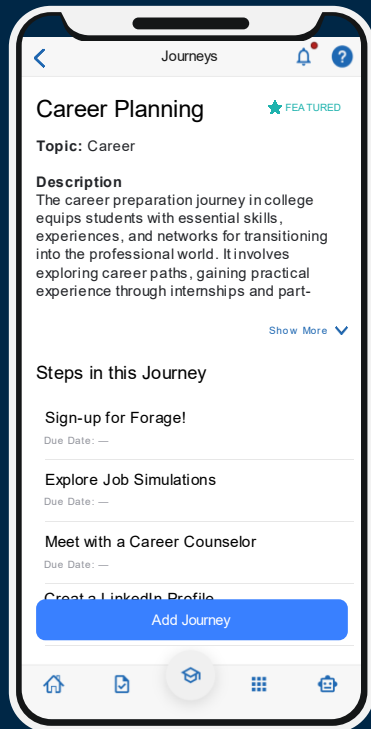 Journeys
?
Career Planning
FEATURED
Topic: Career
Description
The career preparation journey in college
equips students with essential skills,
experiences, and networks for transitioning
into the professional world. It involves
exploring career paths, gaining practical
experience through internships and part-
Show More
Steps in this Journey
Sign-up for Forage!
Due Date: —
Explore Job Simulations
Due Date: —
Meet with a Career Counselor
Due Date: —
Creat a LinkedIn Profile
Add Journey